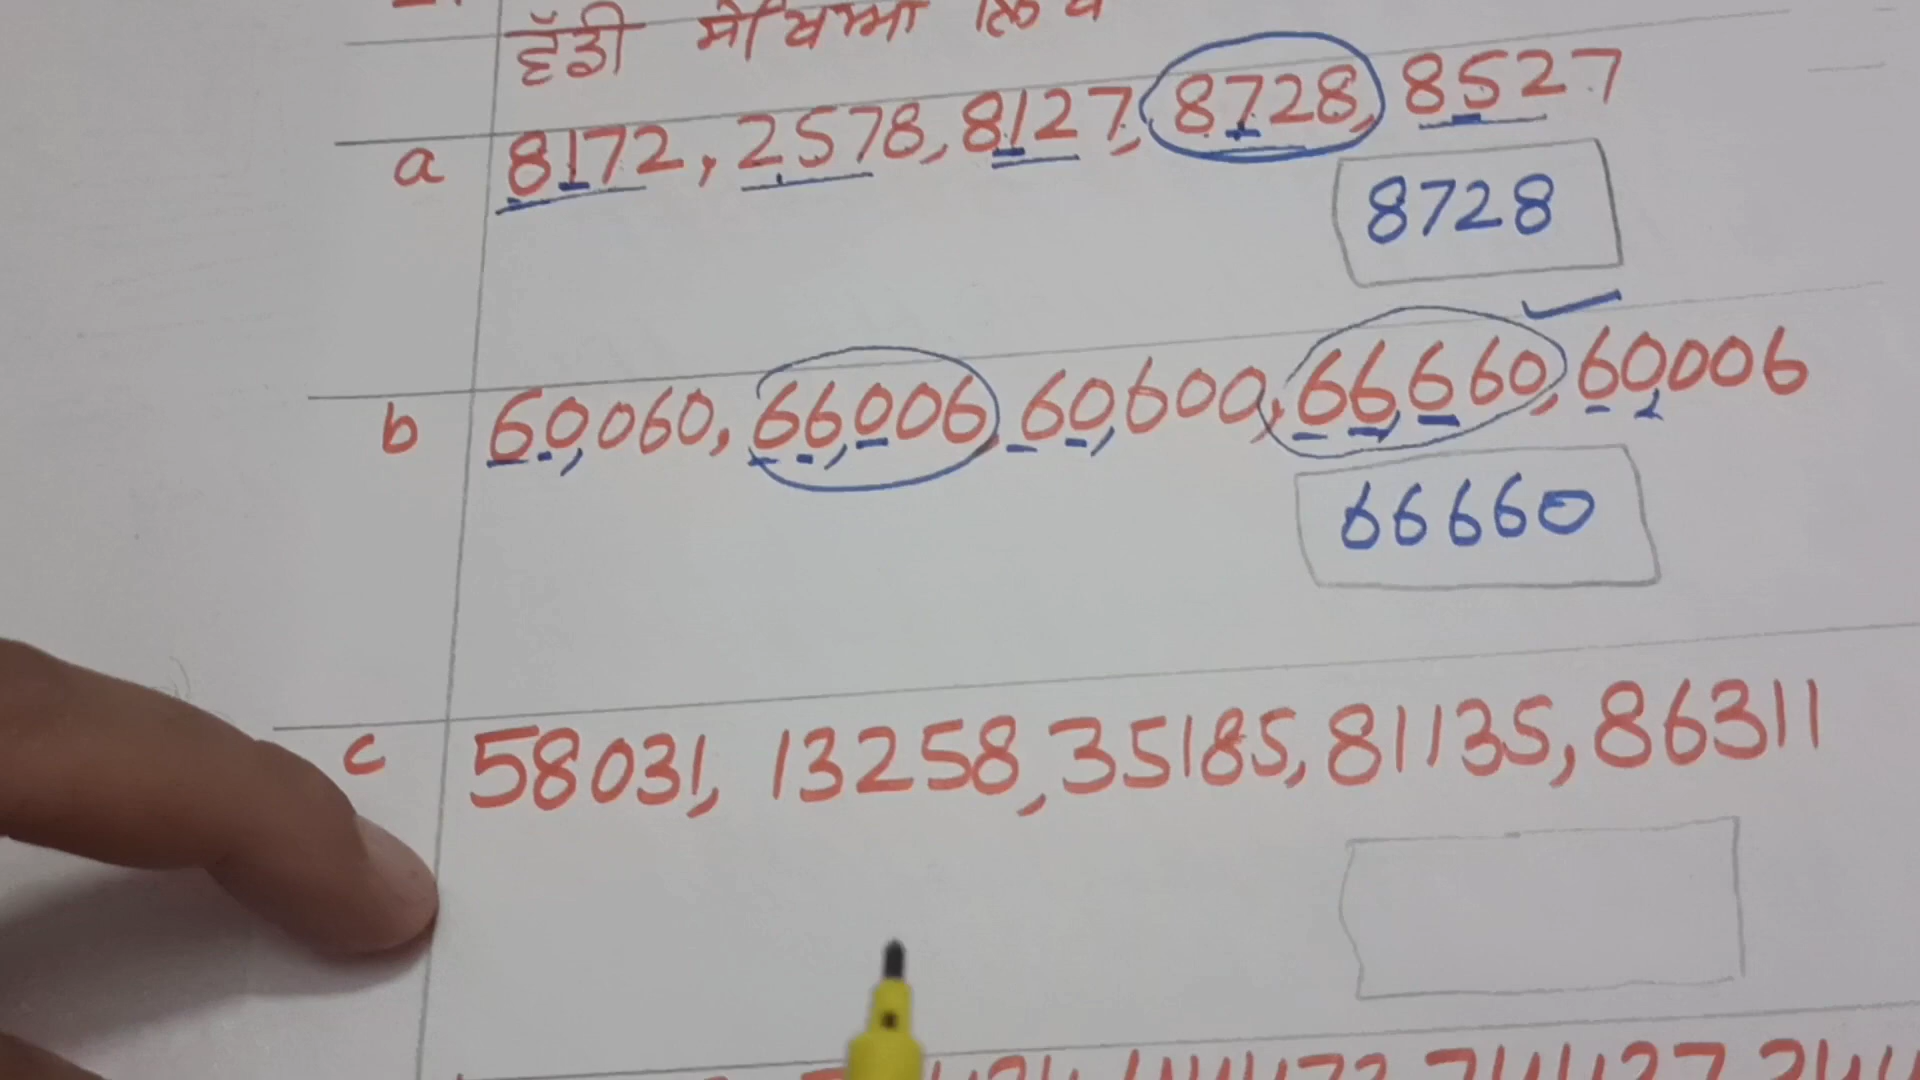 ਵੱਡੀ ਸੰਖਿਆ ਲਿਖੋ
a 8172, 2578, 8127, 8728, 8527
8728
b 60,060, 66,006, 60,600, 66,660, 60,006
66660
c 58031, 13258, 35185, 81135, 86311